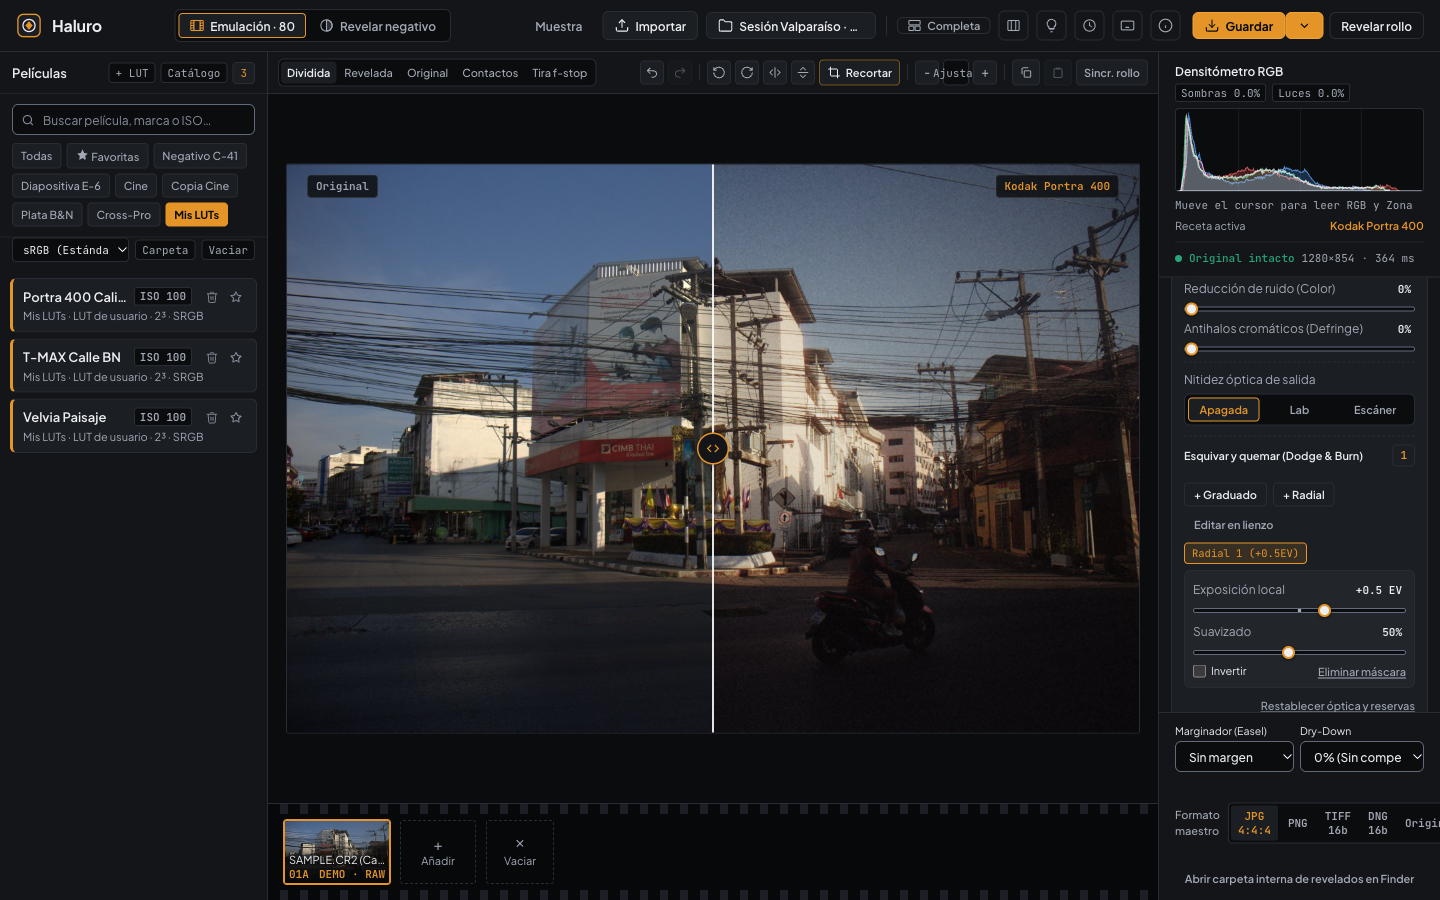 Haluro
Emulación · 80
Revelar negativo
Muestra
Importar
Sesión Valparaíso · ...
Completa
Guardar
Revelar rollo
Películas
+ LUT
Catálogo
3
Buscar película, marca o ISO...
Todas
Favoritas
Negativo C-41
Diapositiva E-6
Cine
Copia Cine
Plata B&N
Cross-Pro
Mis LUTs
sRGB (Estánda
Carpeta
Vaciar
Portra 400 Cali...
ISO 100
Mis LUTs · LUT de usuario · 2³ · SRGB
T-MAX Calle BN
ISO 100
Mis LUTs · LUT de usuario · 2³ · SRGB
Velvia Paisaje
ISO 100
Mis LUTs · LUT de usuario · 2³ · SRGB
Dividida
Revelada
Original
Contactos
Tira f-stop
Recortar
- Ajusta +
Sincr. rollo
Original
Kodak Portra 400
CIMB THAI
SAMPLE.CR2 (Ca...
01A DEMO · RAW
+
Añadir
×
Vaciar
Densitómetro RGB
Sombras 0.0%
Luces 0.0%
Mueve el cursor para leer RGB y Zona
Receta activa
Kodak Portra 400
Original intacto 1280×854 · 364 ms
Reducción de ruido (Color)
0%
Antihalos cromáticos (Defringe)
0%
Nitidez óptica de salida
Apagada
Lab
Escáner
Esquivar y quemar (Dodge & Burn)
1
+ Graduado
+ Radial
Editar en lienzo
Radial 1 (+0.5EV)
Exposición local
+0.5 EV
Suavizado
50%
Invertir
Eliminar máscara
Restablecer óptica y reservas
Marginador (Easel)
Dry-Down
Sin margen
0% (Sin compe
Formato maestro
JPG 4:4:4
PNG
TIFF 16b
DNG 16b
Origin
Abrir carpeta interna de revelados en Finder